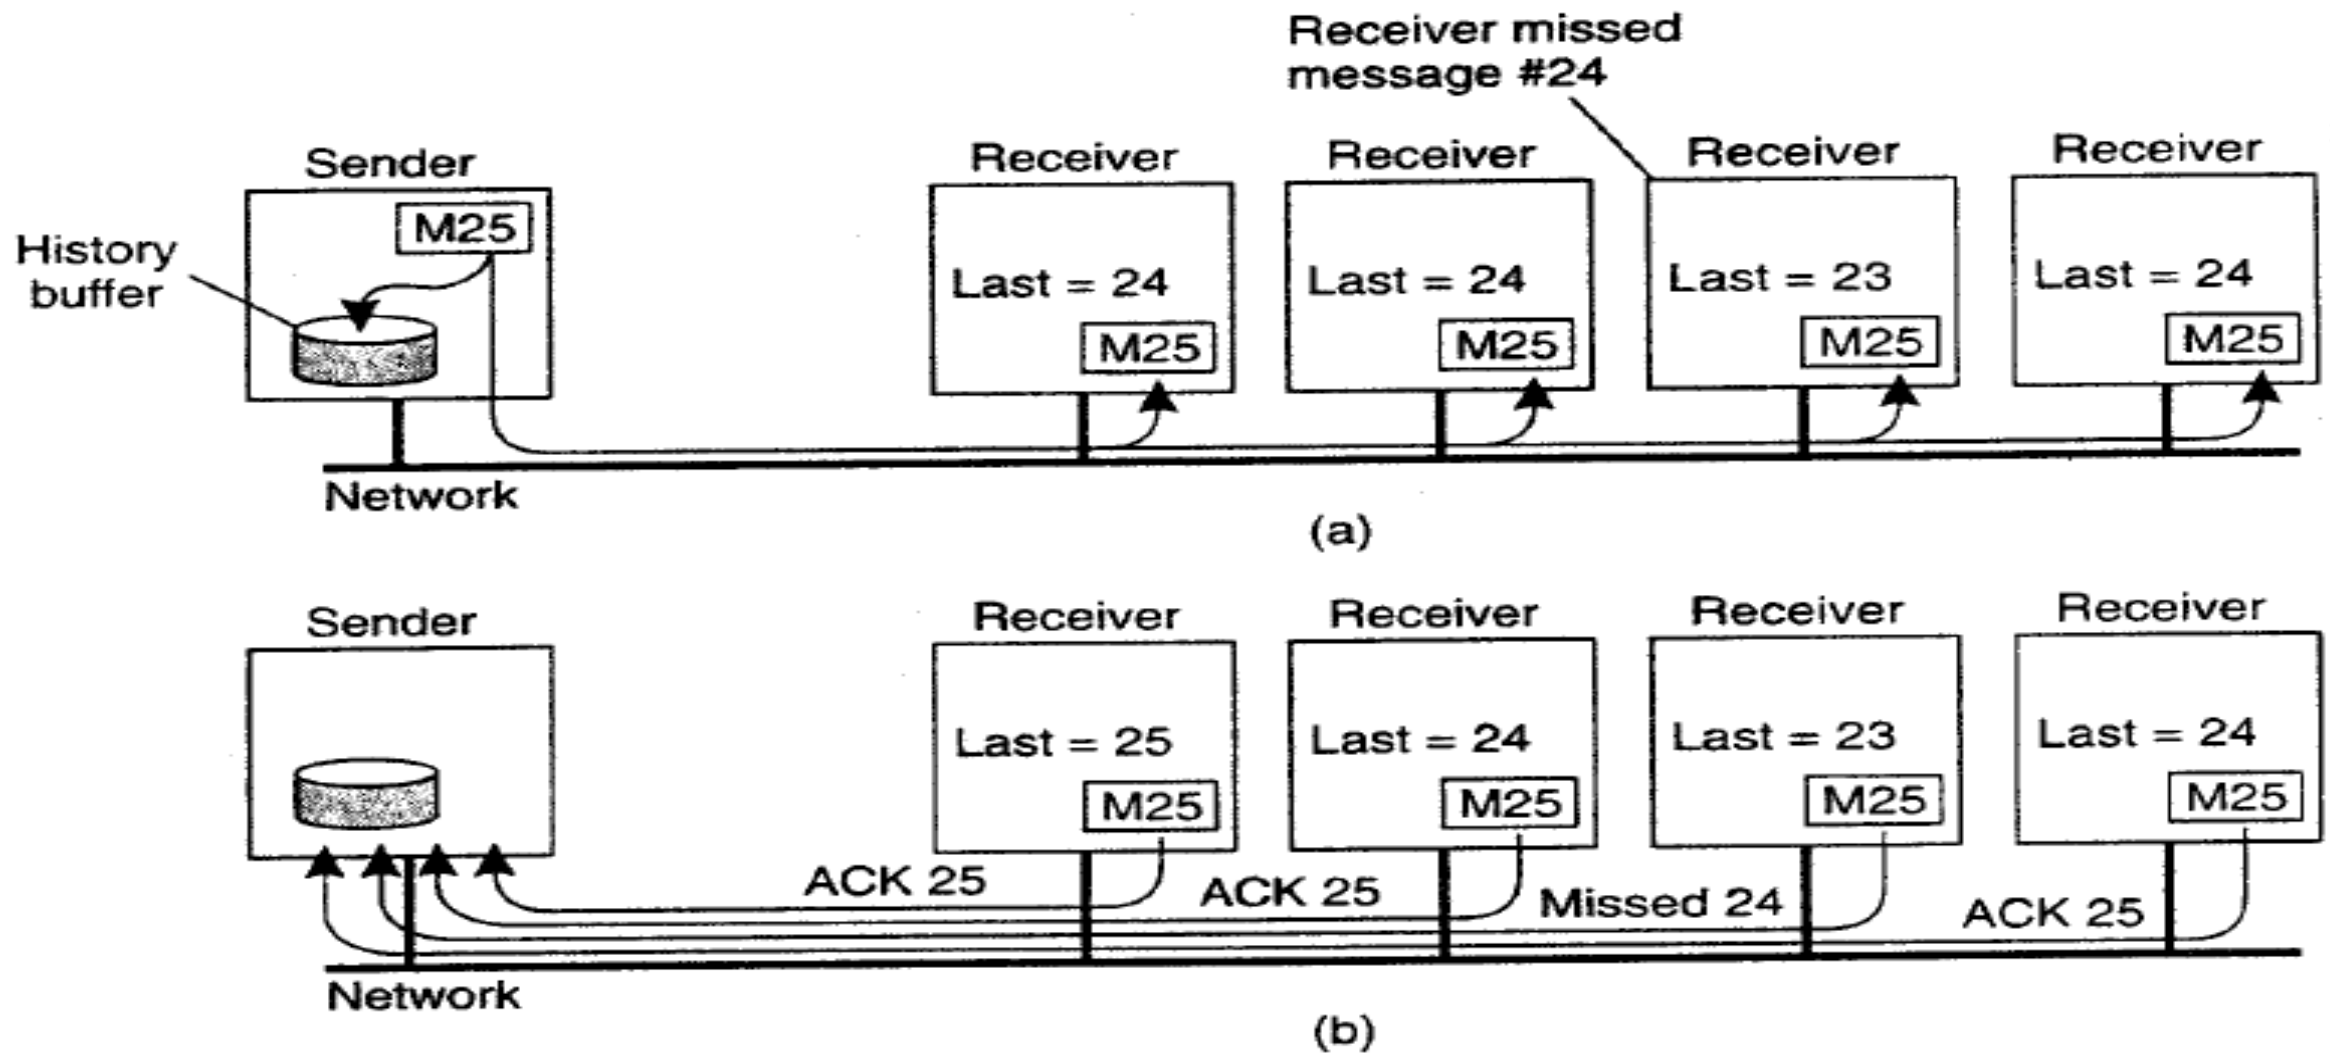 Receiver missed
message #24
Sender
Receiver
Receiver
Receiver
Receiver
M25
History
buffer
Last = 24
Last = 24
Last = 23
Last = 24
M25
M25
M25
M25
Network
(a)
Sender
Receiver
Receiver
Receiver
Receiver
Last = 25
Last = 24
Last = 23
Last = 24
M25
M25
M25
M25
ACK 25
ACK 25
Missed 24
ACK 25
Network
(b)